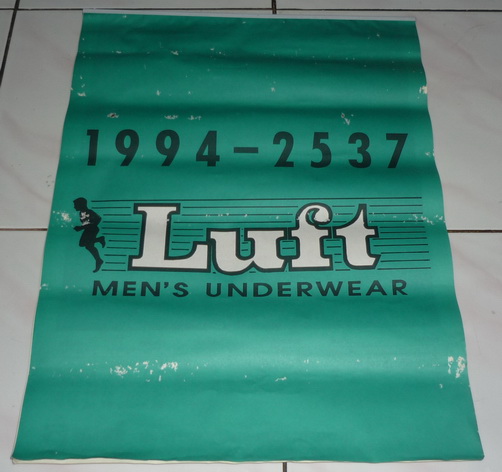 1994-2537
Luft
MEN'S UNDERWEAR